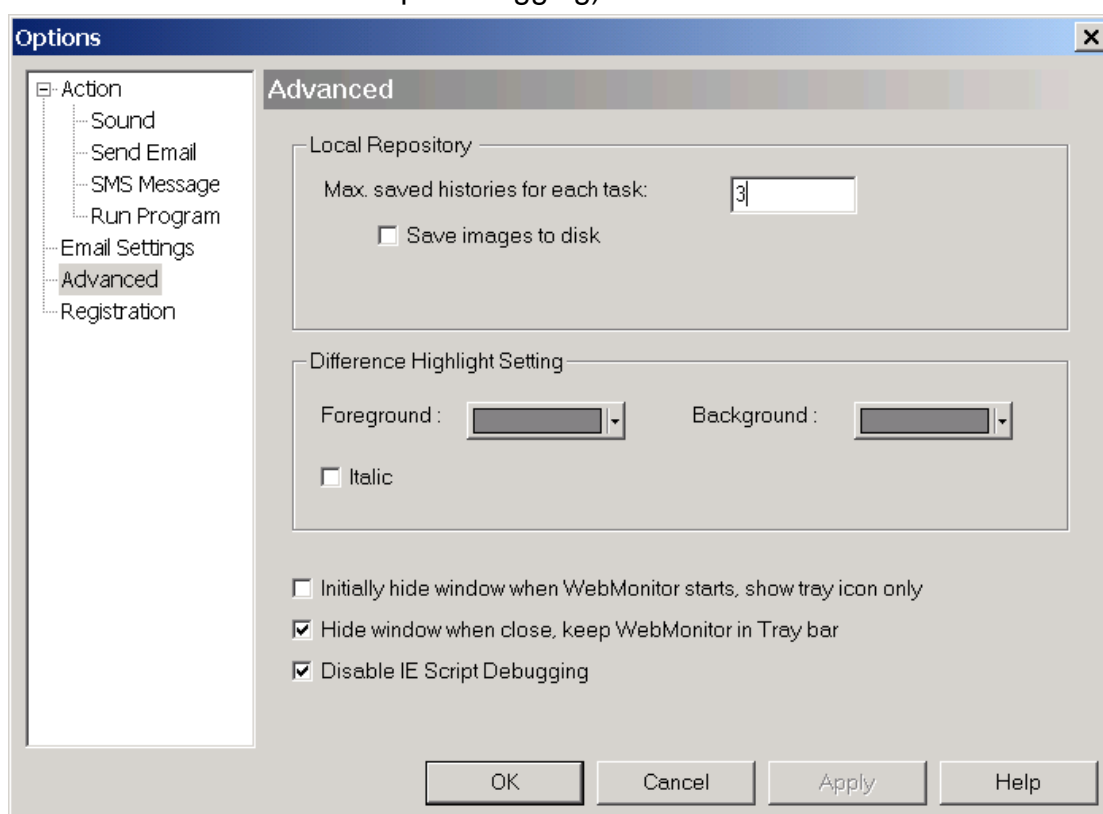 Options
Action
Sound
Send Email
SMS Message
Run Program
Email Settings
Advanced
Registration
Advanced
Local Repository
Max. saved histories for each task: 3
Save images to disk
Difference Highlight Setting
Foreground : Background :
Italic
Initially hide window when WebMonitor starts, show tray icon only
Hide window when close, keep WebMonitor in Tray bar
Disable IE Script Debugging
OK Cancel Apply Help